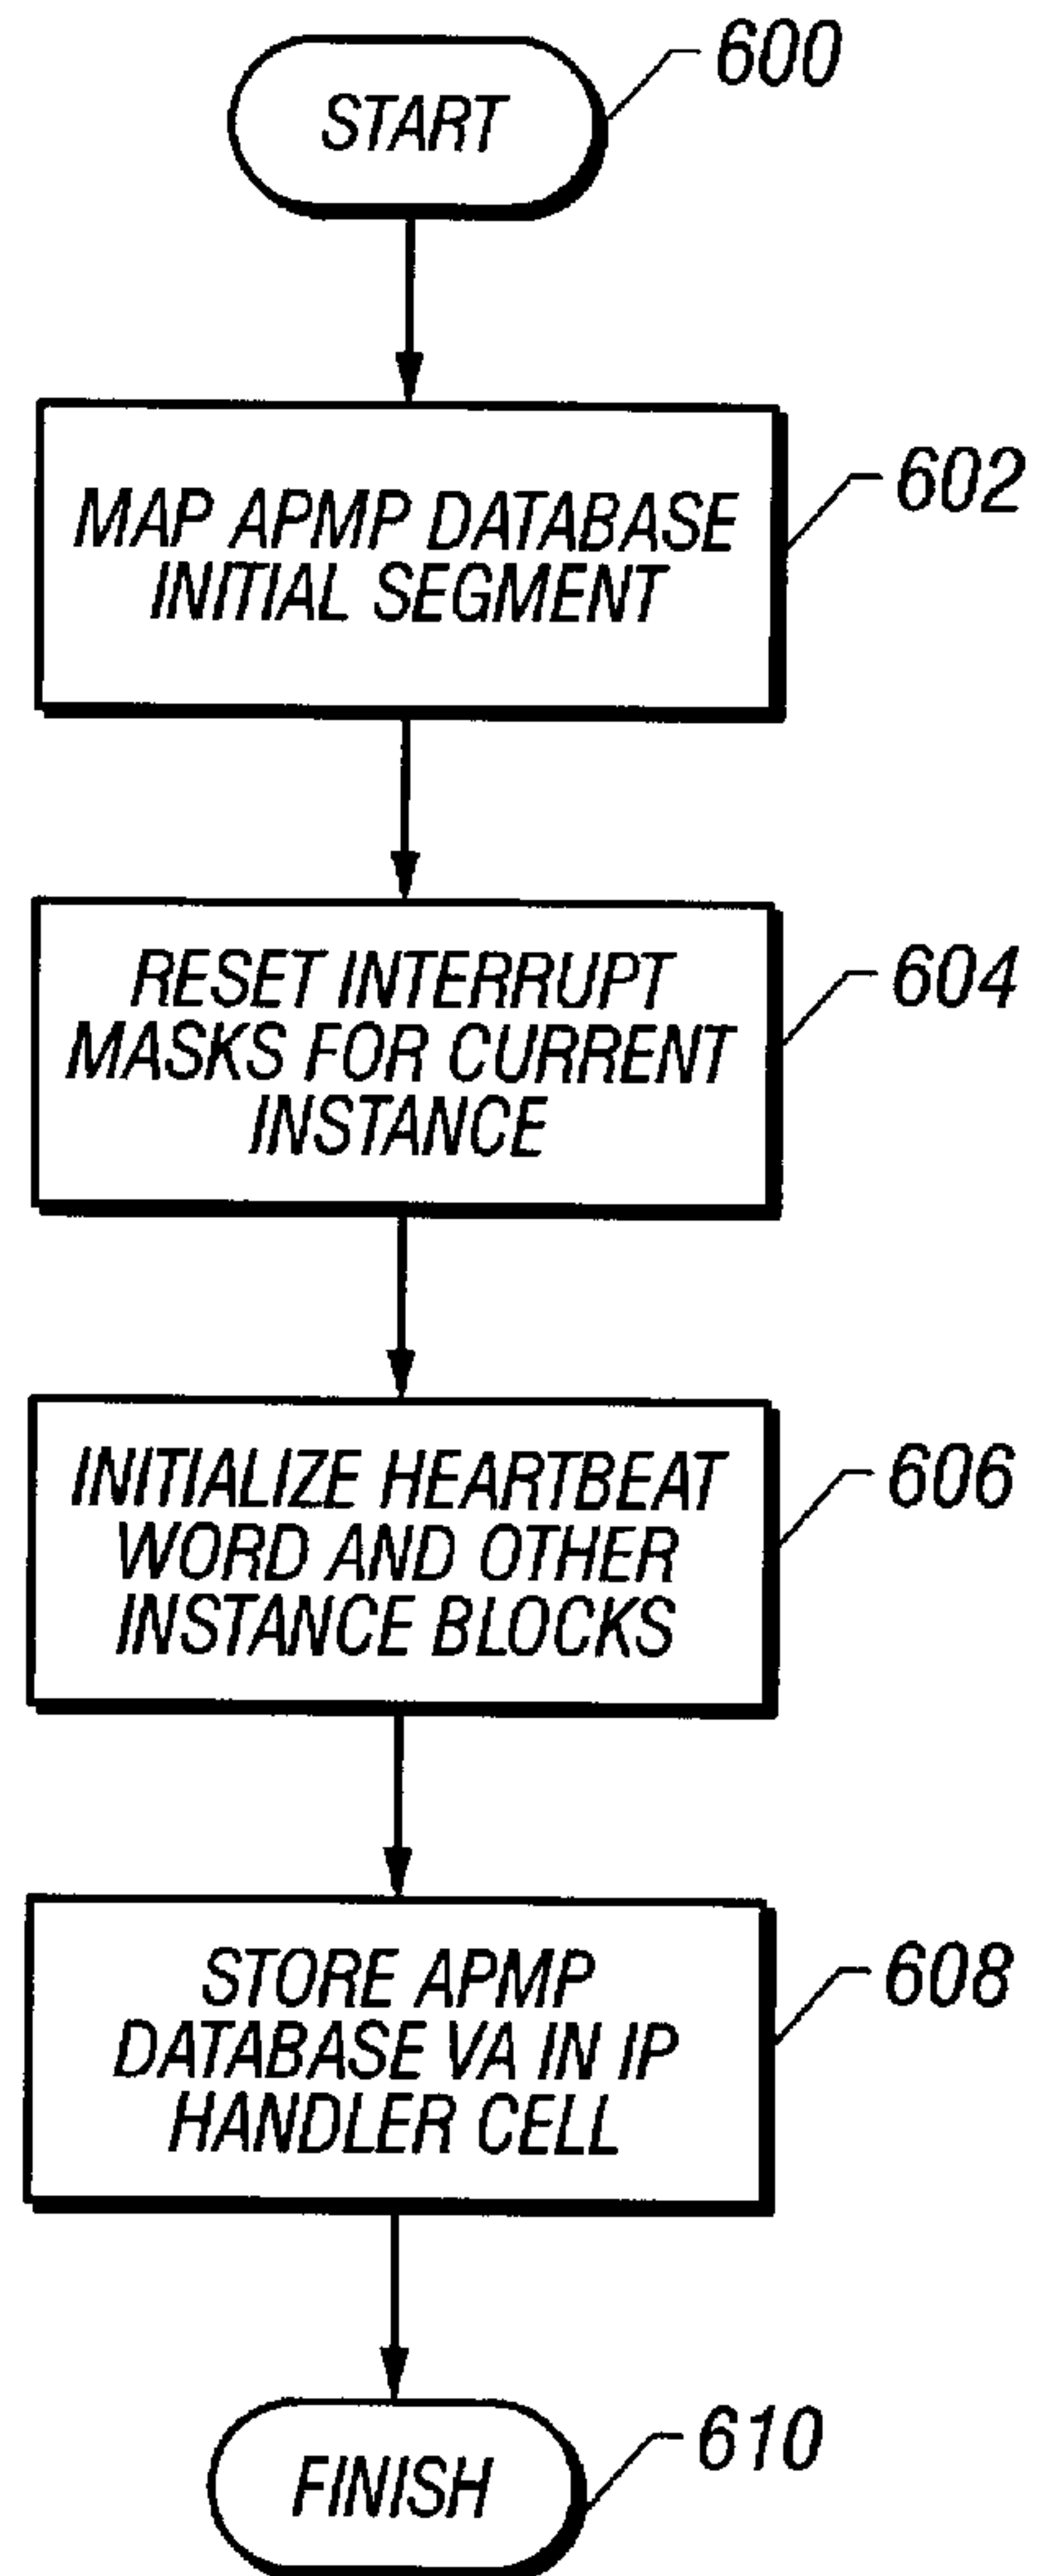 START
600
MAP APMP DATABASE
INITIAL SEGMENT
602
RESET INTERRUPT
MASKS FOR CURRENT
INSTANCE
604
INITIALIZE HEARTBEAT
WORD AND OTHER
INSTANCE BLOCKS
606
STORE APMP
DATABASE VA IN IP
HANDLER CELL
608
FINISH
610